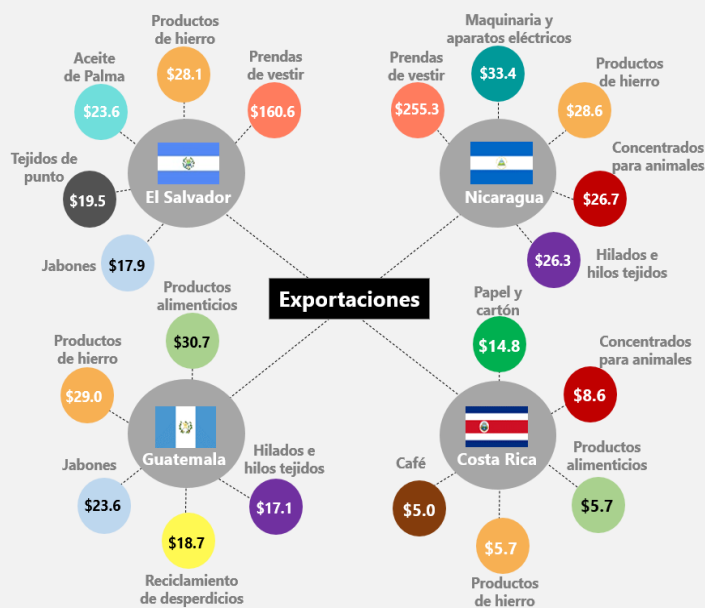 Productos
de hierro
$28.1
Aceite
de Palma
$23.6
Prendas
de vestir
$160.6
Tejidos de
punto
$19.5
El Salvador
Jabones
$17.9
Maquinaria y
aparatos eléctricos
$33.4
Prendas
de vestir
$255.3
Productos
de hierro
$28.6
Concentrados
para animales
$26.7
Nicaragua
$26.3
Hilados e
hilos tejidos
Exportaciones
Productos
alimenticios
$30.7
Productos
de hierro
$29.0
Guatemala
Jabones
$23.6
Hilados e
hilos tejidos
$17.1
$18.7
Reciclamiento
de desperdicios
Papel y
cartón
$14.8
Concentrados
para animales
$8.6
Costa Rica
Café
$5.0
Productos
alimenticios
$5.7
$5.7
Productos
de hierro